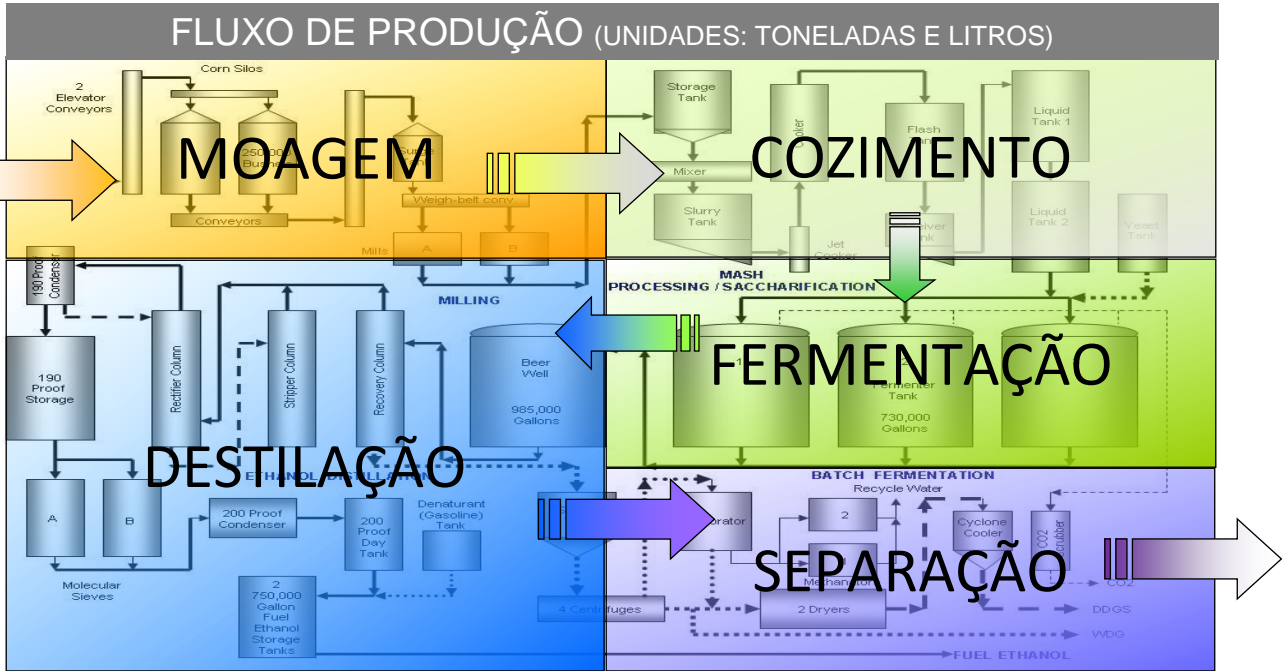 FLUXO DE PRODUÇÃO (UNIDADES: TONELADAS E LITROS)
Corn Silos
2
Elevator
Conveyors
MOAGEM
Conveyors
Weigh-belt conv.
Mills
A
B
MILLING
Storage
Tank
Cooker
Flash
Liquid
Tank 1
COZIMENTO
Mixer
Slurry
Tank
Jet
Cooker
Liquid
Tank 2
Yeast
Tank
MASH
PROCESSING / SACCHARIFICATION
190 Proof
Condenser
190
Proof
Storage
Rectifier Column
Stripper Column
Recovery Column
Beer
Well
985,000
Gallons
FERMENTAÇÃO
Fermenter
Tank
730,000
Gallons
DESTILAÇÃO
BATCH FERMENTATION
A
B
200 Proof
Condenser
200
Proof
Day
Tank
Denaturant
(Gasoline)
Tank
Molecular
Sieves
2
750,000
Gallon
Fuel
Ethanol
Storage
Tanks
Recycle Water
2
Cyclone
Cooler
CO2
SEPARAÇÃO
4 Centrifuges
2 Dryers
CO2
DDGS
WDG
FUEL ETHANOL